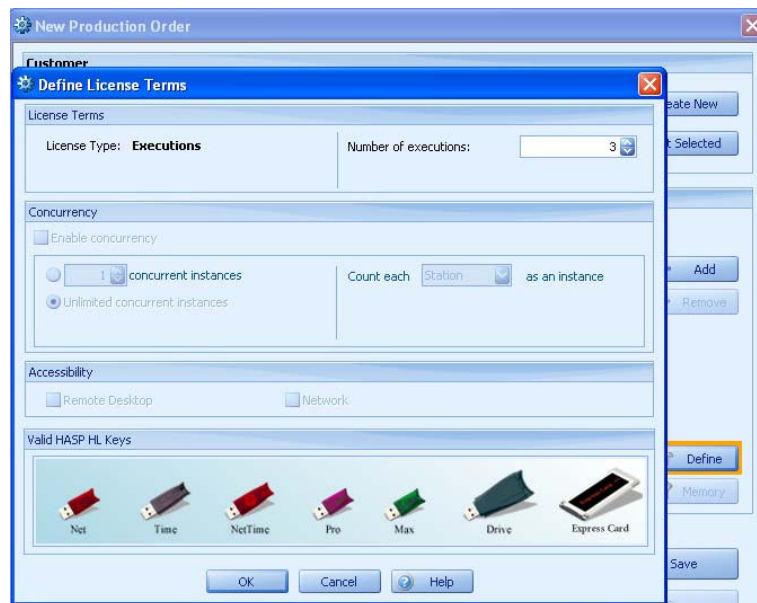 New Production Order
Customer
Define License Terms
eate New
License Terms
License Type: Executions
Number of executions: 3
t Selected
Concurrency
Enable concurrency
1 concurrent instances
Count each Station as an instance
Add
Unlimited concurrent instances
Remove
Accessibility
Remote Desktop
Network
Valid HASP HL Keys
Define
Memory
Net Time NetTime Pro Max Drive Express Card
Save
OK Cancel Help